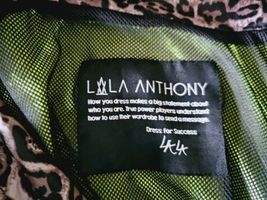 LALA ANTHONY
How you dress makes a big statement about
who you are. True power players understand
how to use their wardrobe to send a message.
Dress for Success
LALA